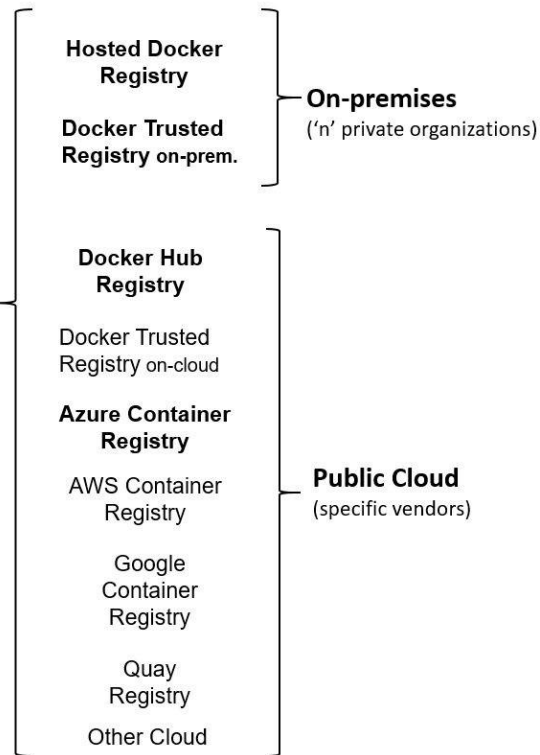 Hosted Docker
Registry
Docker Trusted
Registry on-prem.
On-premises
(‘n’ private organizations)
Docker Hub
Registry
Docker Trusted
Registry on-cloud
Azure Container
Registry
AWS Container
Registry
Google
Container
Registry
Quay
Registry
Other Cloud
Public Cloud
(specific vendors)